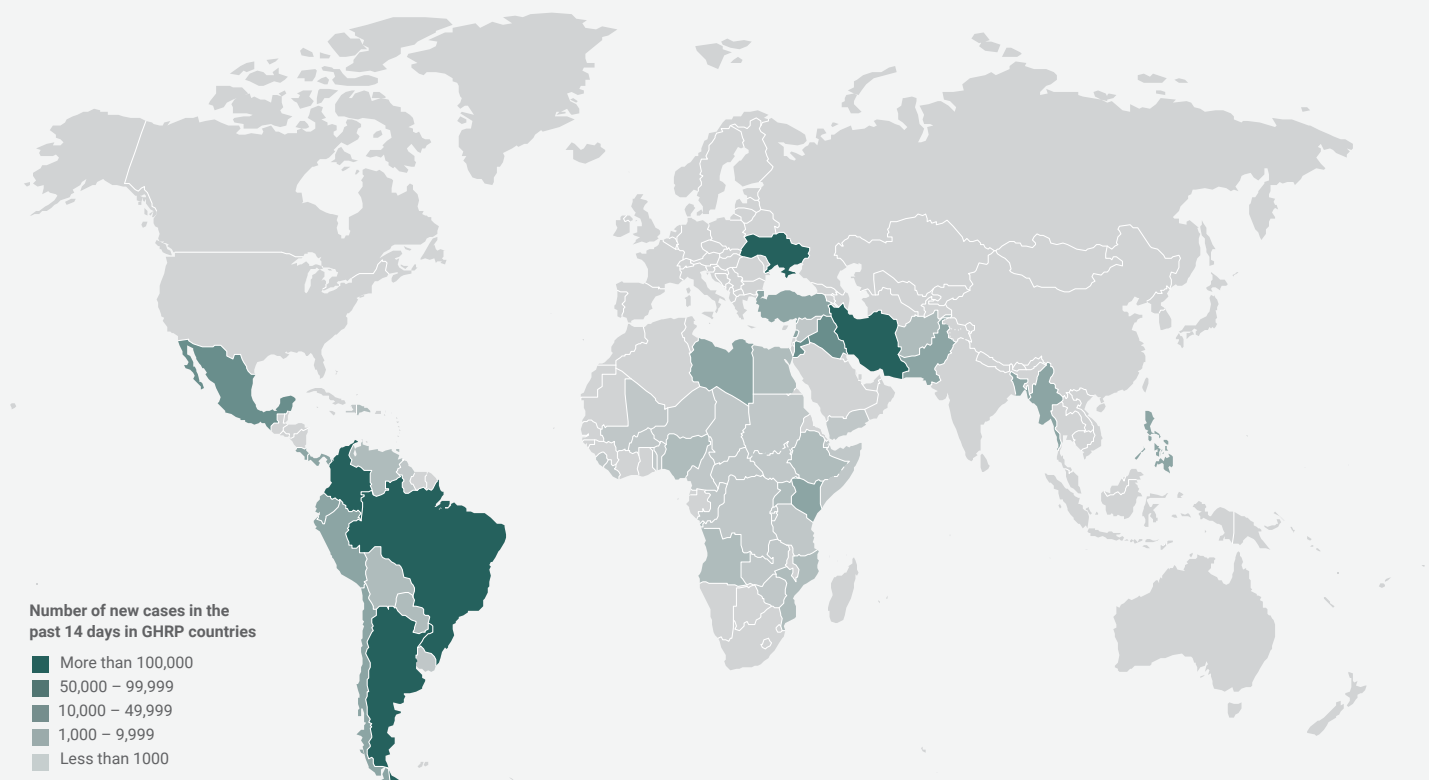 Number of new cases in the
past 14 days in GHRP countries
More than 100,000
50,000 – 99,999
10,000 – 49,999
1,000 – 9,999
Less than 1000